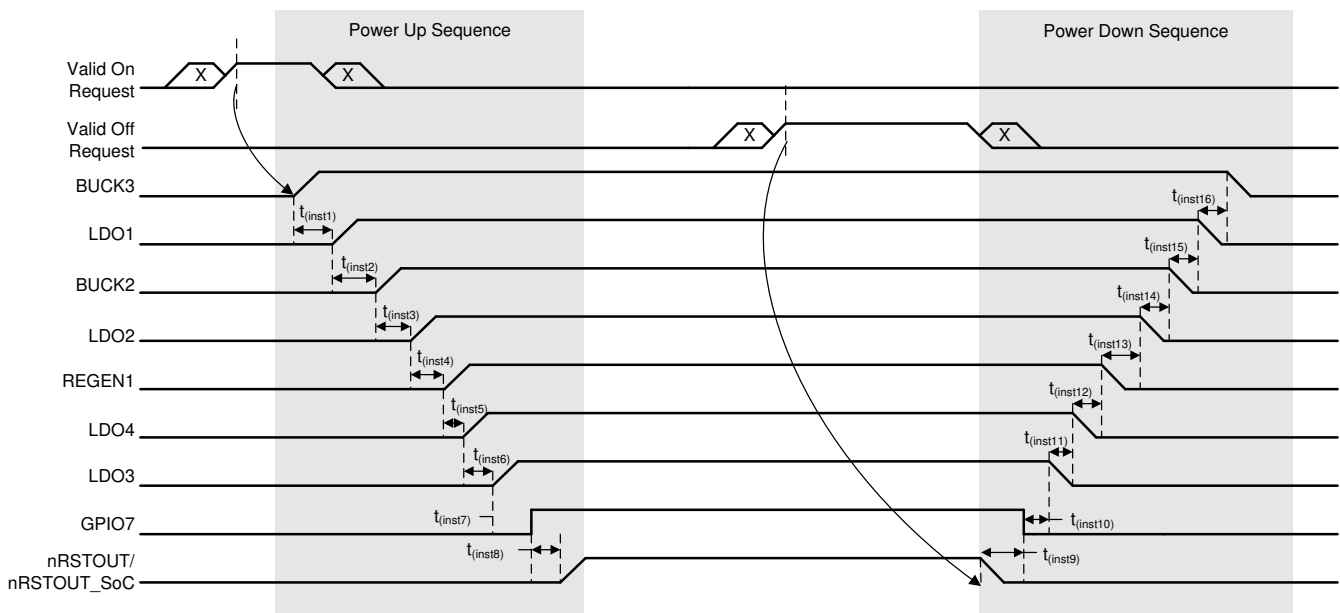 Power Up Sequence
Power Down Sequence
Valid On
Request
X
X
Valid Off
Request
X
X
BUCK3
t(inst1)
t(inst16)
LDO1
t(inst2)
t(inst15)
BUCK2
t(inst3)
t(inst14)
LDO2
t(inst4)
t(inst13)
REGEN1
t(inst5)
t(inst12)
LDO4
t(inst6)
t(inst11)
LDO3
t(inst7)
t(inst10)
GPIO7
t(inst8)
t(inst9)
nRSTOUT/
nRSTOUT_SoC